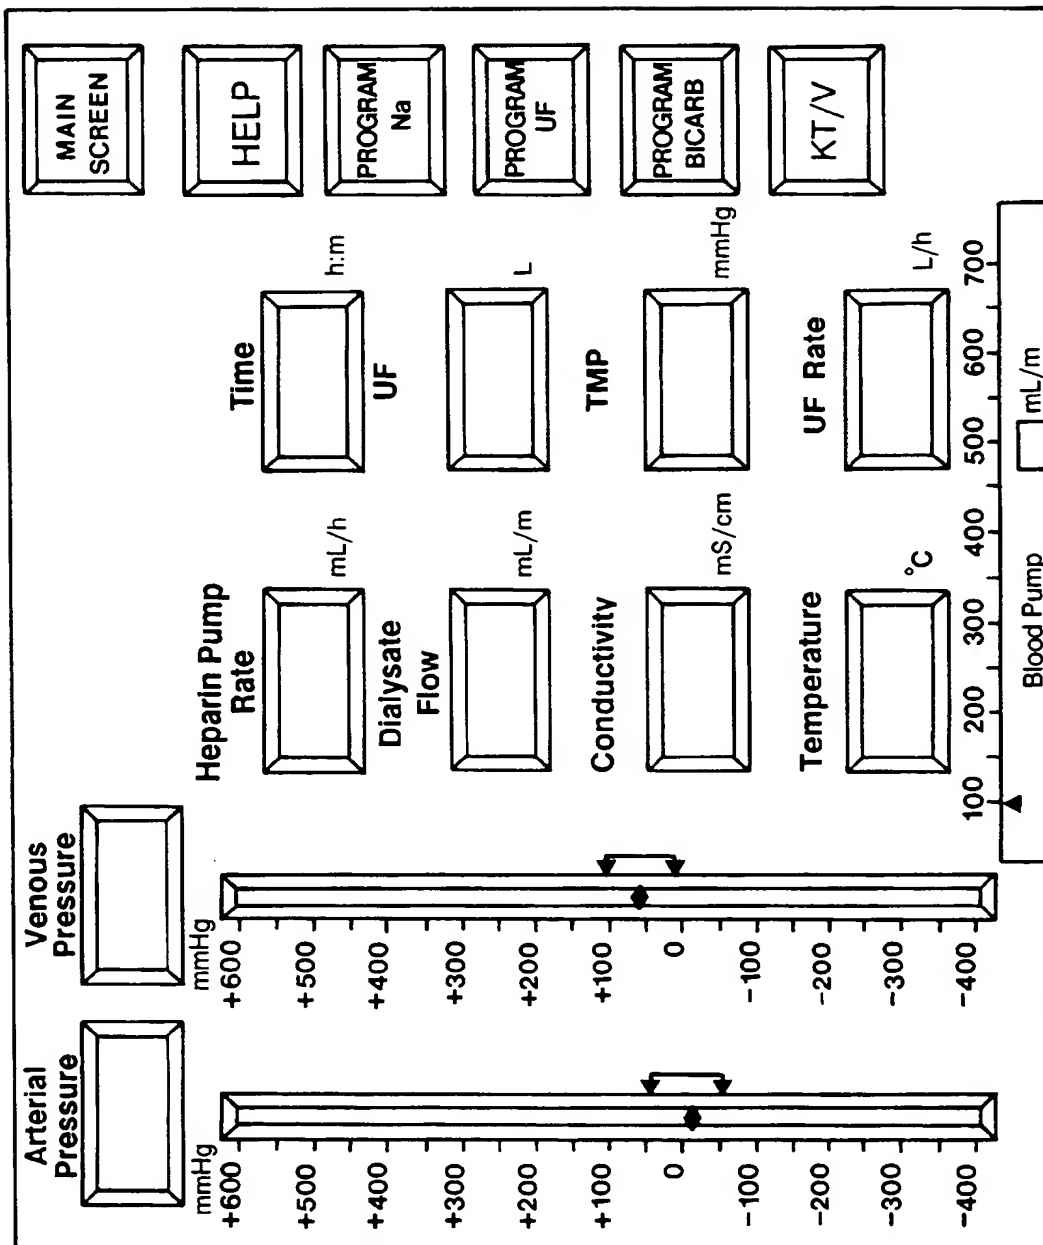 Arterial
Pressure
mmHg
+600
+500
+400
+300
+200
+100
0
-100
-200
-300
-400
Venous
Pressure
mmHg
+600
+500
+400
+300
+200
+100
0
-100
-200
-300
-400
Heparin Pump
Rate
mL/h
Time
h:m
Dialysate
Flow
mL/m
UF
L
Conductivity
mS/cm
TMP
mmHg
Temperature
°C
UF Rate
L/h
100
200
300
400
500
600
700
Blood Pump
mL/m
MAIN
SCREEN
HELP
PROGRAM
Na
PROGRAM
UF
PROGRAM
BICARB
KT/V